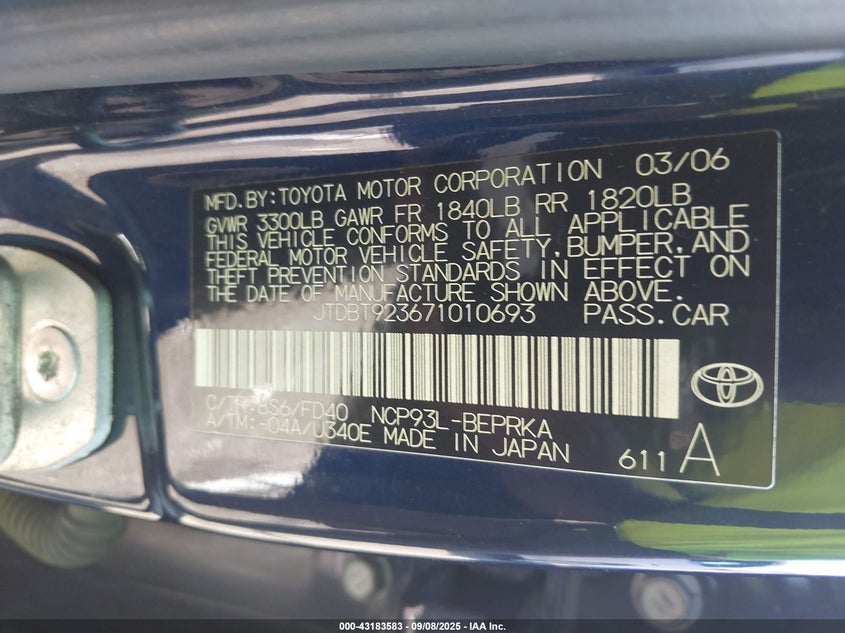 MFD.BY:TOYOTA MOTOR CORPORATION 03/06
GVWR 3300LB GAWR FR 1840LB RR 1820LB
THIS VEHICLE CONFORMS TO ALL APPLICABLE
FEDERAL MOTOR VEHICLE SAFETY,BUMPER,AND
THEFT PREVENTION STANDARDS IN EFFECT ON
THE DATE OF MANUFACTURE SHOWN ABOVE.
JTDBT923671010693 PASS.CAR
C/TR:8S6/FD40 NCP93L-BEPRKA
A/TM:-04A/U340E MADE IN JAPAN
611 A
000-43183583 - 09/08/2025 - IAA Inc.